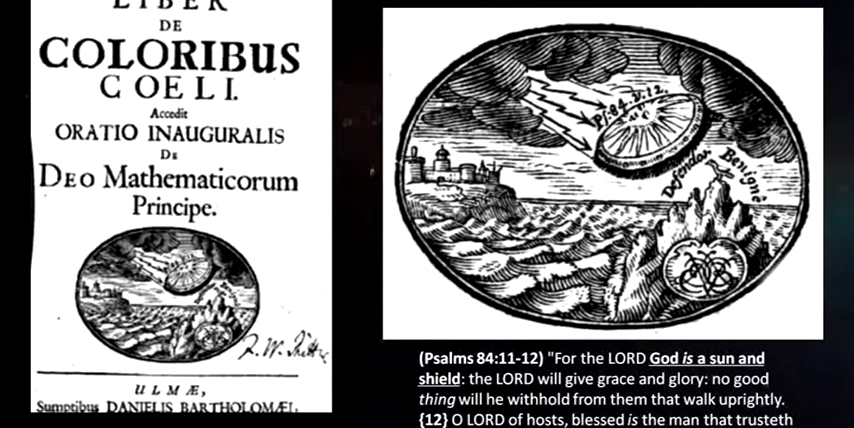 LIBER
DE
COLORIBUS
COELI.
Accedit
ORATIO INAUGURALIS
DE
DEO Mathematicorum
Principe.
ULMÆ,
Sumptibus DANIELIS BARTHOLOMÆI,
Ps. 84. v. 12.
Defendor Benignè
(Psalms 84:11-12) "For the LORD God is a sun and
shield: the LORD will give grace and glory: no good
thing will he withhold from them that walk uprightly.
{12} O LORD of hosts, blessed is the man that trusteth